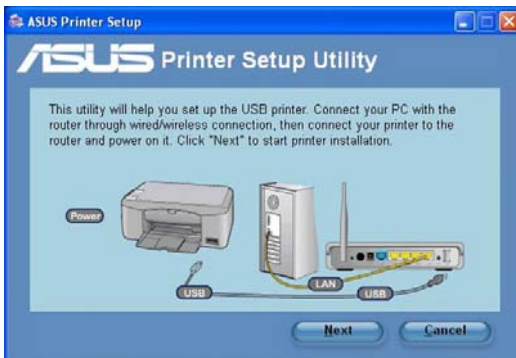 ASUS Printer Setup
ASUS Printer Setup Utility
This utility will help you set up the USB printer. Connect your PC with the
router through wired/wireless connection, then connect your printer to the
router and power on it. Click "Next" to start printer installation.
Power
LAN
USB
USB
Next
Cancel